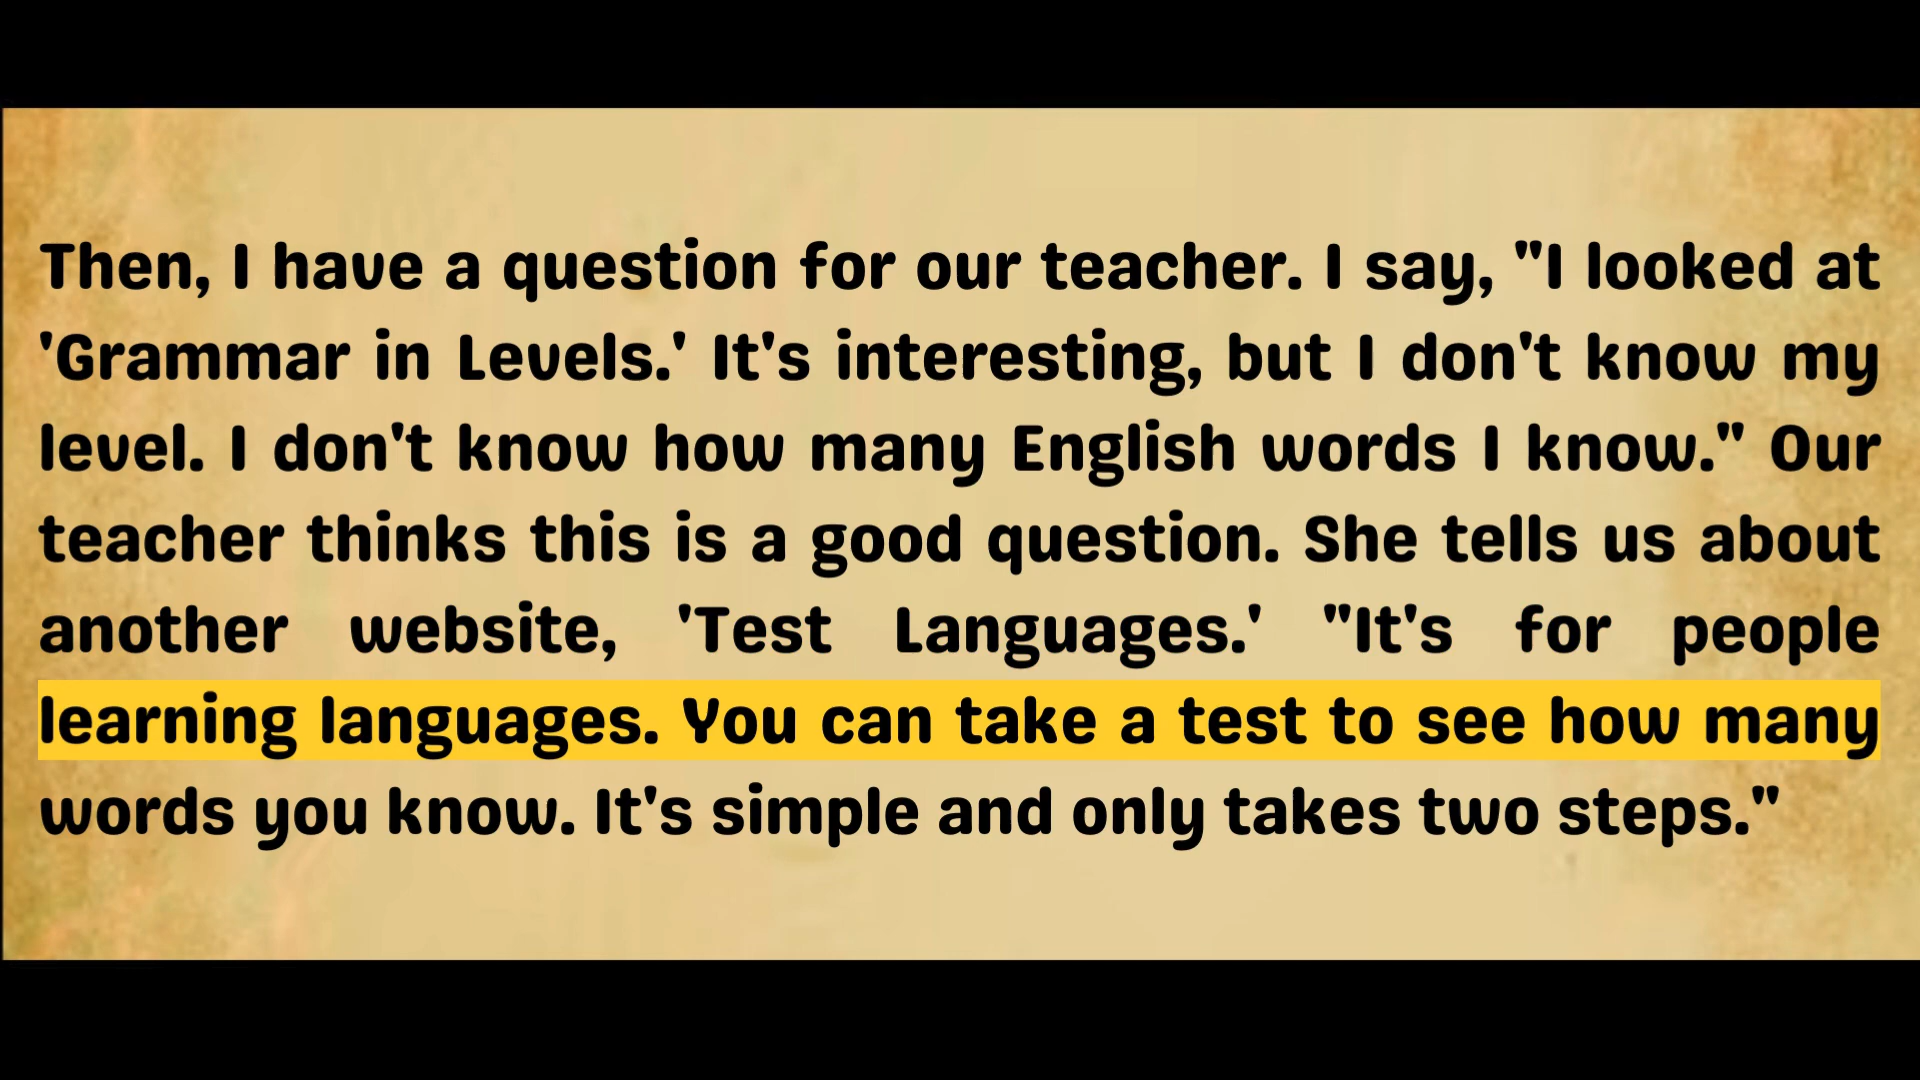 Then, I have a question for our teacher. I say, "I looked at
'Grammar in Levels.' It's interesting, but I don't know my
level. I don't know how many English words I know." Our
teacher thinks this is a good question. She tells us about
another website, 'Test Languages.' "It's for people
learning languages. You can take a test to see how many
words you know. It's simple and only takes two steps."